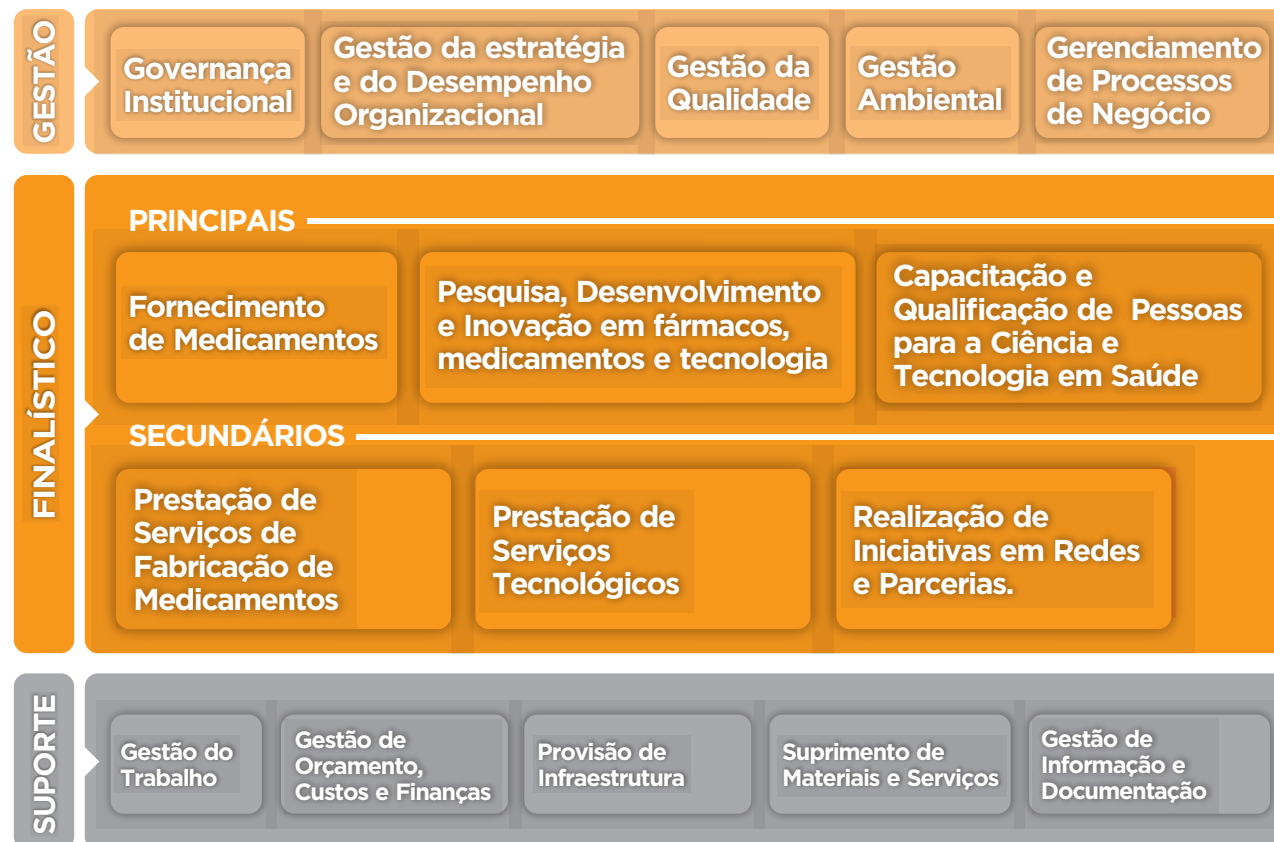 GESTÃO
Governança
Institucional
Gestão da estratégia
e do Desempenho
Organizacional
Gestão da
Qualidade
Gestão
Ambiental
Gerenciamento
de Processos
de Negócio
FINALÍSTICO
PRINCIPAIS
Fornecimento
de Medicamentos
Pesquisa, Desenvolvimento
e Inovação em fármacos,
medicamentos e tecnologia
Capacitação e
Qualificação de Pessoas
para a Ciência e
Tecnologia em Saúde
SECUNDÁRIOS
Prestação de
Serviços de
Fabricação de
Medicamentos
Prestação de
Serviços
Tecnológicos
Realização de
Iniciativas em Redes
e Parcerias.
SUPORTE
Gestão do
Trabalho
Gestão de
Orçamento,
Custos e Finanças
Provisão de
Infraestrutura
Suprimento de
Materiais e Serviços
Gestão de
Informação e
Documentação